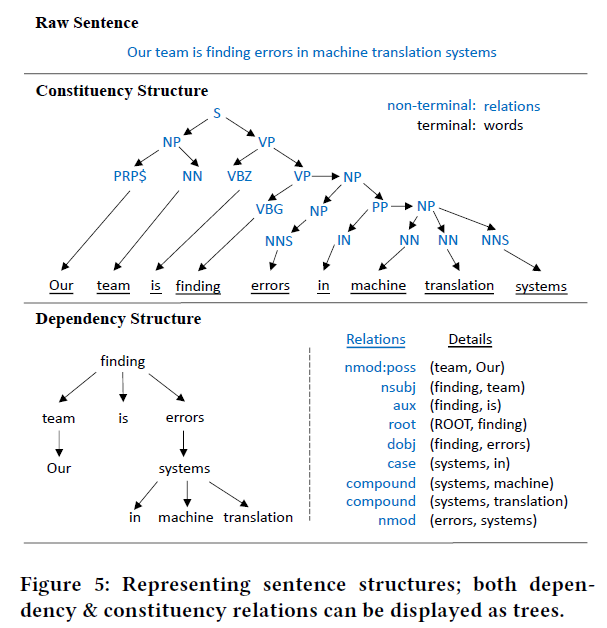 Raw Sentence
Our team is finding errors in machine translation systems
Constituency Structure
non-terminal: relations
terminal: words
S
NP VP
PRP$ NN VBZ VP NP
VBG NP PP NP
NNS IN NN NN NNS
Our team is finding errors in machine translation systems
Dependency Structure
finding
team is errors
Our systems
in machine translation
Relations Details
nmod:poss (team, Our)
nsubj (finding, team)
aux (finding, is)
root (ROOT, finding)
dobj (finding, errors)
case (systems, in)
compound (systems, machine)
compound (systems, translation)
nmod (errors, systems)
Figure 5: Representing sentence structures; both depen-
dency & constituency relations can be displayed as trees.